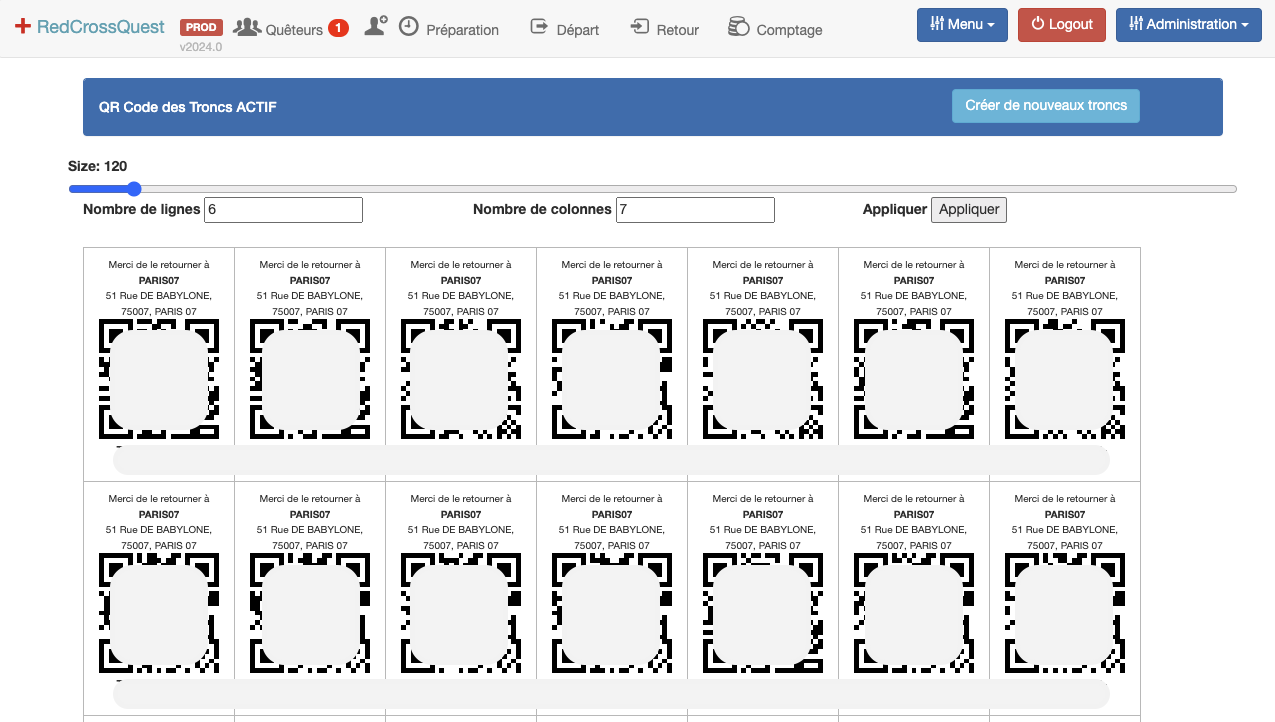 RedCrossQuest PROD Quêteurs 1 Préparation Départ Retour Comptage Menu Logout Administration
v2024.0
QR Code des Troncs ACTIF Créer de nouveaux troncs
Size: 120
Nombre de lignes 6 Nombre de colonnes 7 Appliquer Appliquer
Merci de le retourner à Merci de le retourner à Merci de le retourner à Merci de le retourner à Merci de le retourner à Merci de le retourner à Merci de le retourner à
PARIS07 PARIS07 PARIS07 PARIS07 PARIS07 PARIS07 PARIS07
51 Rue DE BABYLONE, 51 Rue DE BABYLONE, 51 Rue DE BABYLONE, 51 Rue DE BABYLONE, 51 Rue DE BABYLONE, 51 Rue DE BABYLONE, 51 Rue DE BABYLONE,
75007, PARIS 07 75007, PARIS 07 75007, PARIS 07 75007, PARIS 07 75007, PARIS 07 75007, PARIS 07 75007, PARIS 07
Merci de le retourner à Merci de le retourner à Merci de le retourner à Merci de le retourner à Merci de le retourner à Merci de le retourner à Merci de le retourner à
PARIS07 PARIS07 PARIS07 PARIS07 PARIS07 PARIS07 PARIS07
51 Rue DE BABYLONE, 51 Rue DE BABYLONE, 51 Rue DE BABYLONE, 51 Rue DE BABYLONE, 51 Rue DE BABYLONE, 51 Rue DE BABYLONE, 51 Rue DE BABYLONE,
75007, PARIS 07 75007, PARIS 07 75007, PARIS 07 75007, PARIS 07 75007, PARIS 07 75007, PARIS 07 75007, PARIS 07